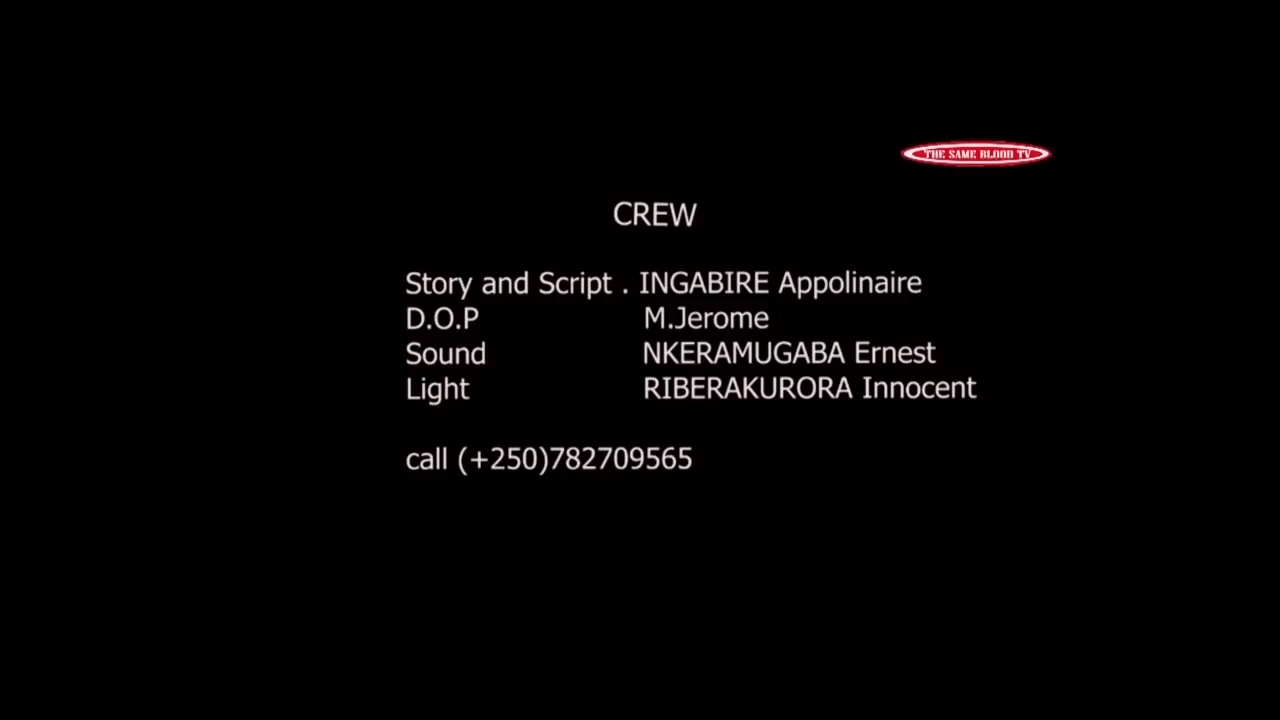 THE SAME BLOOD TV
CREW
Story and Script . INGABIRE Appolinaire
D.O.P M.Jerome
Sound NKERAMUGABA Ernest
Light RIBERAKURORA Innocent
call (+250)782709565